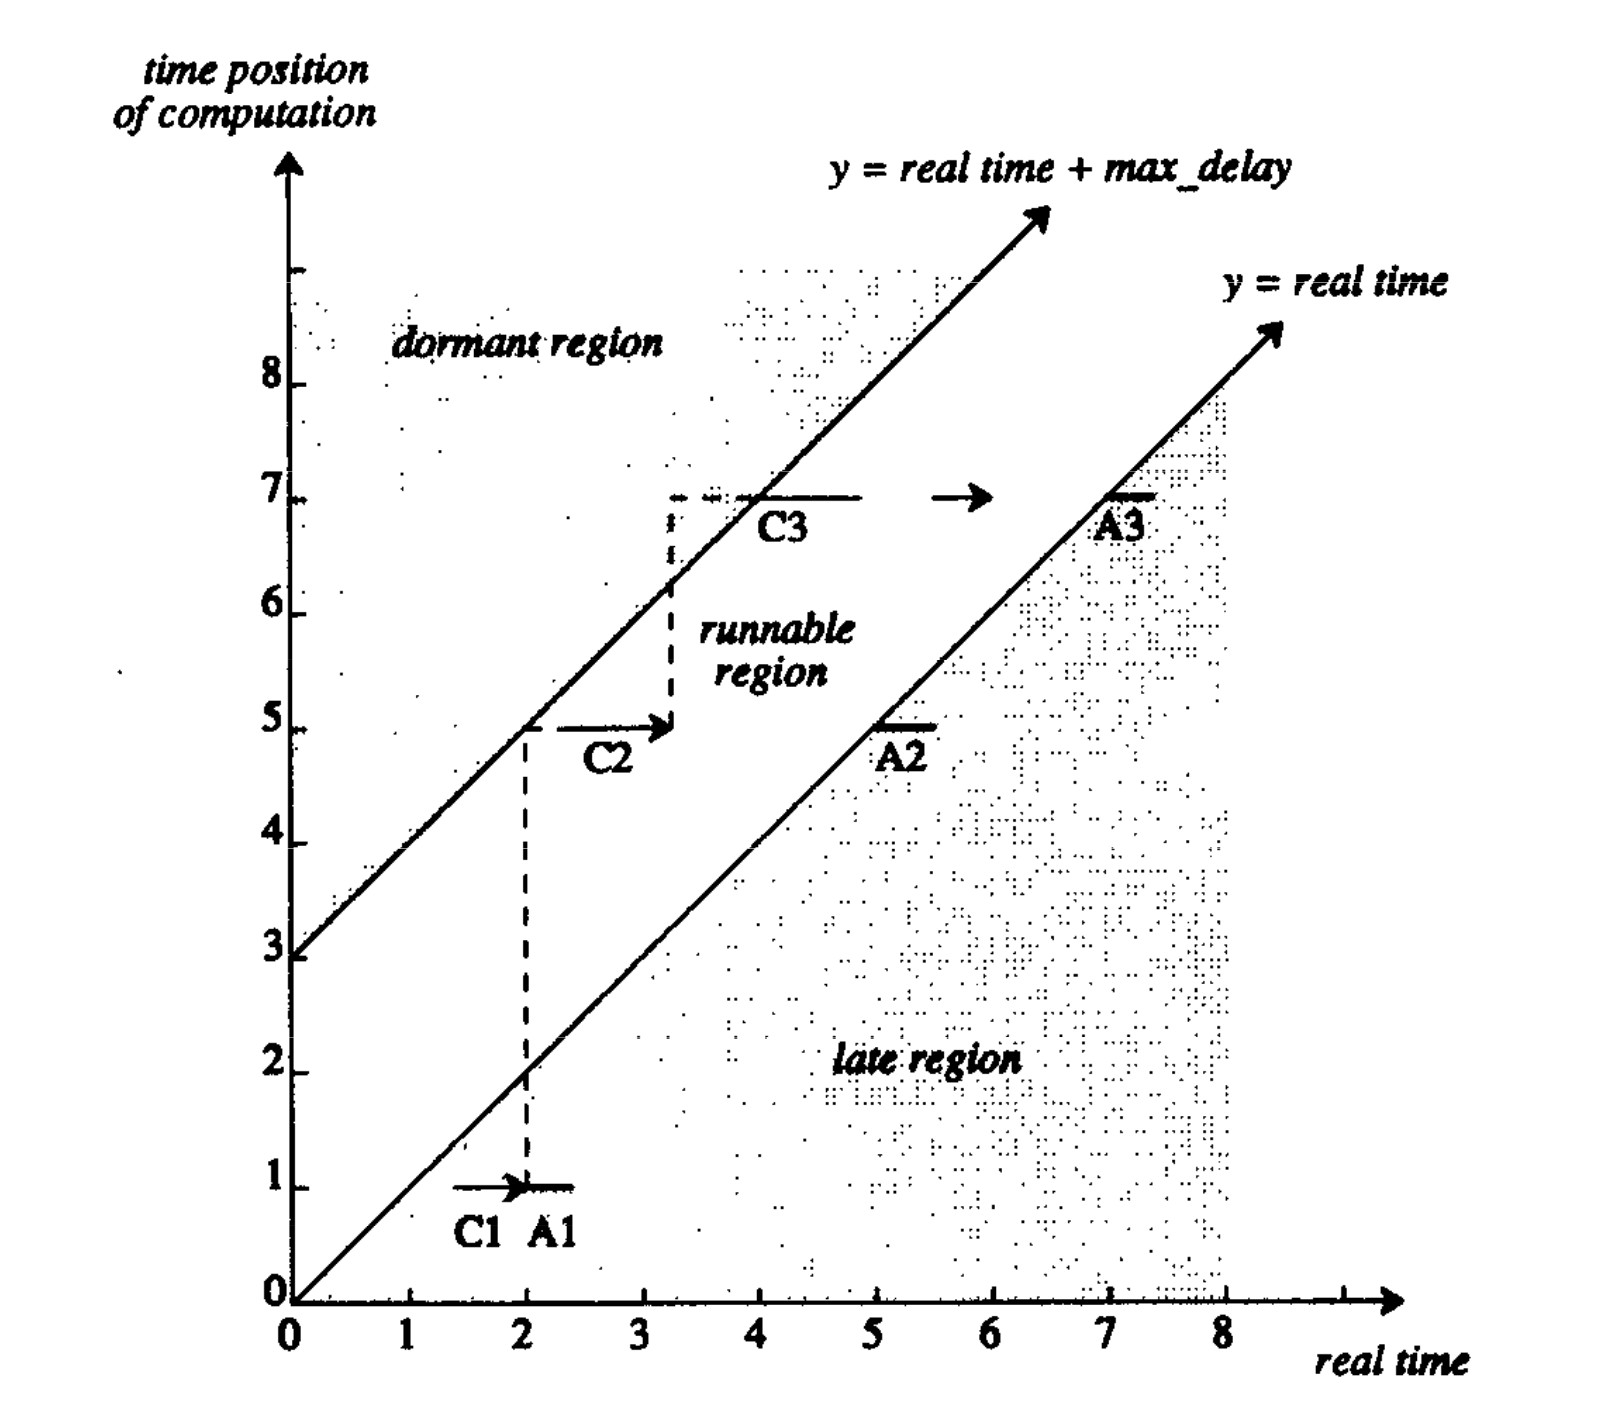 time position
of computation
y = real time + max_delay
y = real time
dormant region
8
7
C3
A3
6
runnable
region
5
C2
A2
4
3
2
late region
1
C1 A1
0
0 1 2 3 4 5 6 7 8
real time